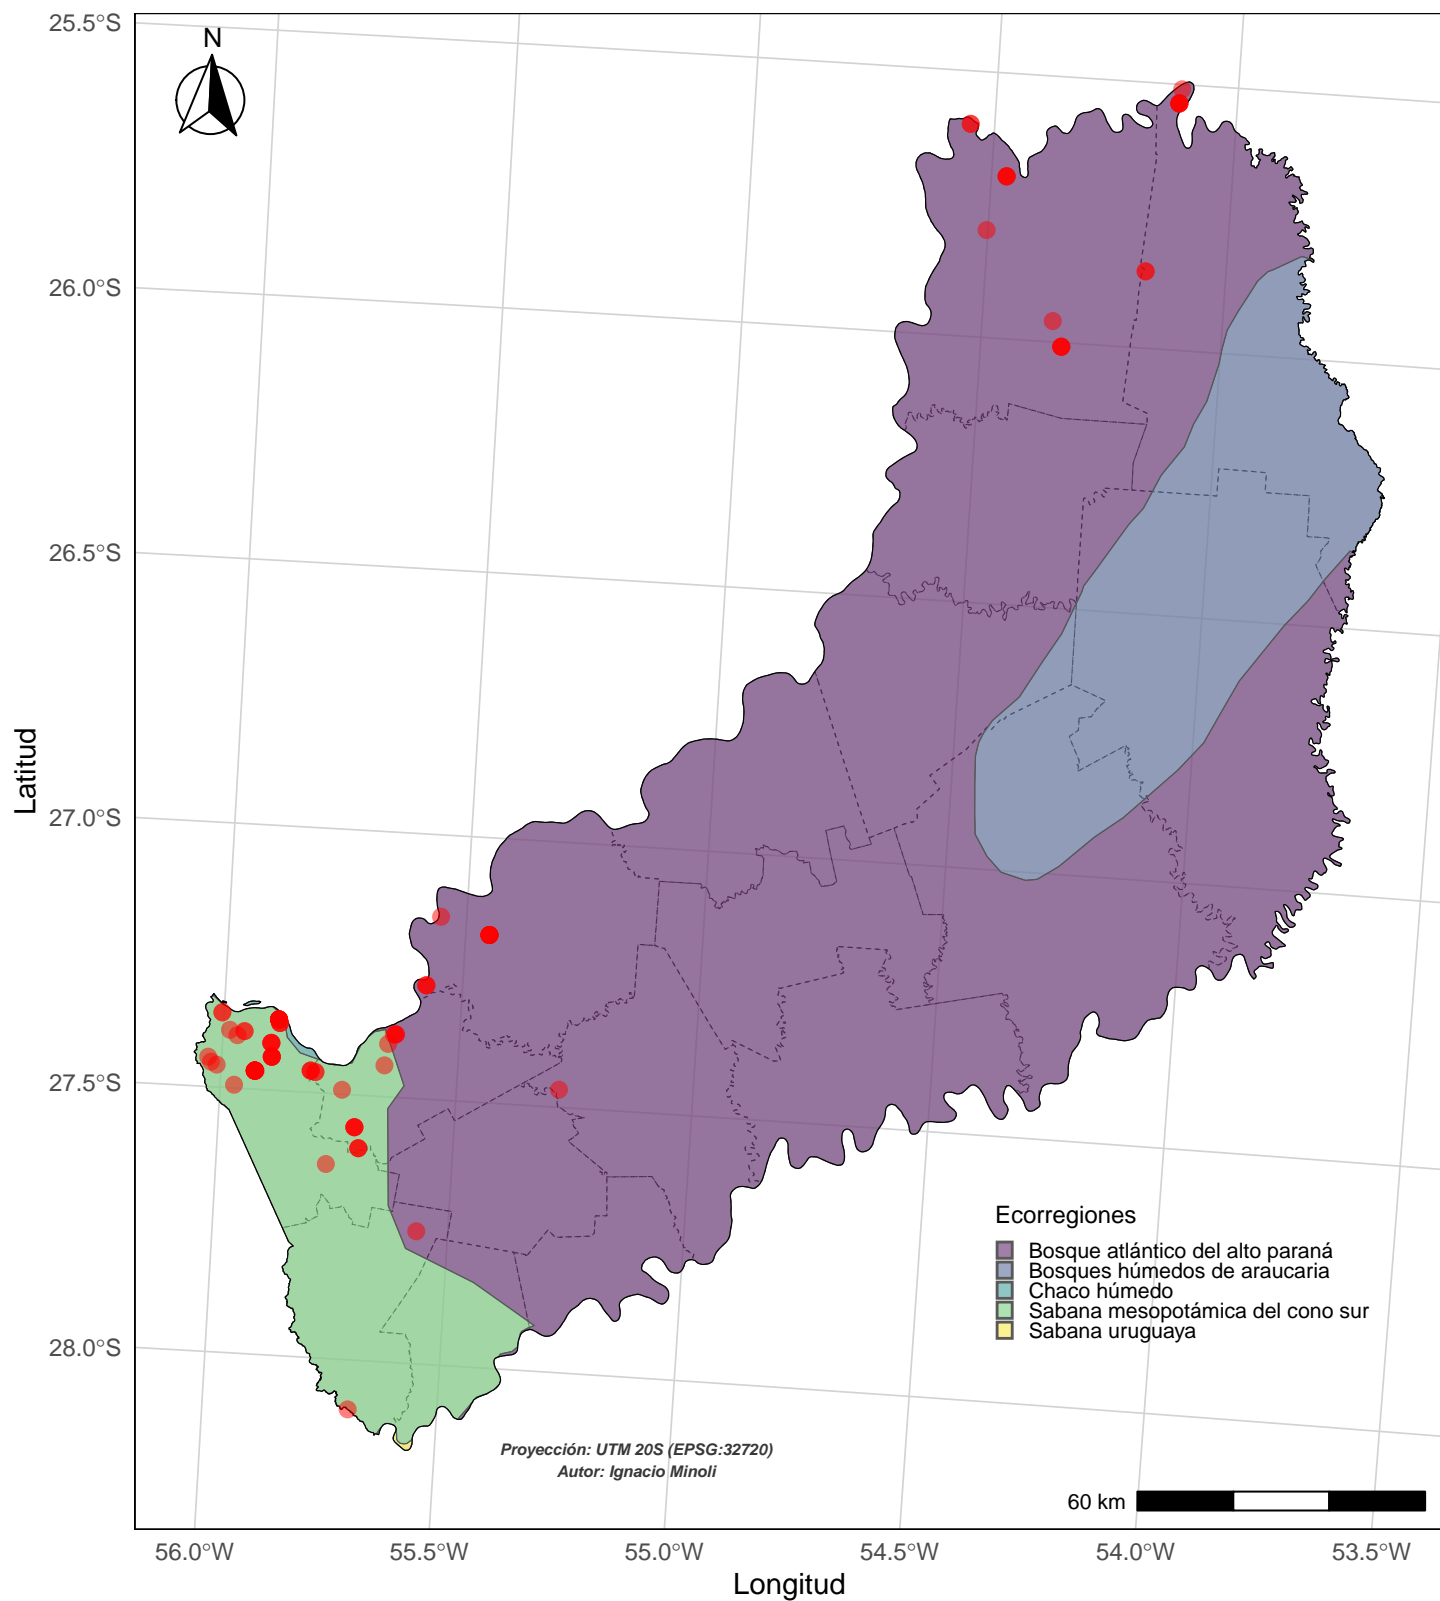 25.5°S
N
26.0°S
26.5°S
Latitud
27.0°S
27.5°S
28.0°S
Ecorregiones
Bosque atlántico del alto paraná
Bosques húmedos de araucaria
Chaco húmedo
Sabana mesopotámica del cono sur
Sabana uruguaya
Proyección: UTM 20S (EPSG:32720)
Autor: Ignacio Minoli
60 km
56.0°W
55.5°W
55.0°W
54.5°W
54.0°W
53.5°W
Longitud